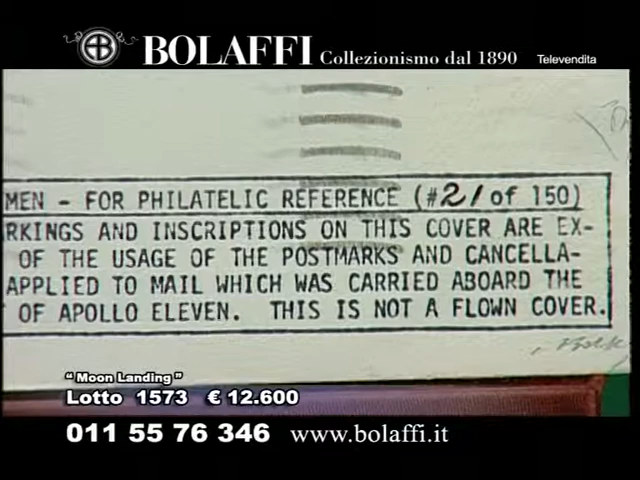 BOLAFFI Collezionismo dal 1890 Televendita
MEN - FOR PHILATELIC REFERENCE (#21 of 150)
RKINGS AND INSCRIPTIONS ON THIS COVER ARE EX-
OF THE USAGE OF THE POSTMARKS AND CANCELLA-
APPLIED TO MAIL WHICH WAS CARRIED ABOARD THE
OF APOLLO ELEVEN. THIS IS NOT A FLOWN COVER.
“Moon Landing”
Lotto 1573 € 12.600
011 55 76 346 www.bolaffi.it